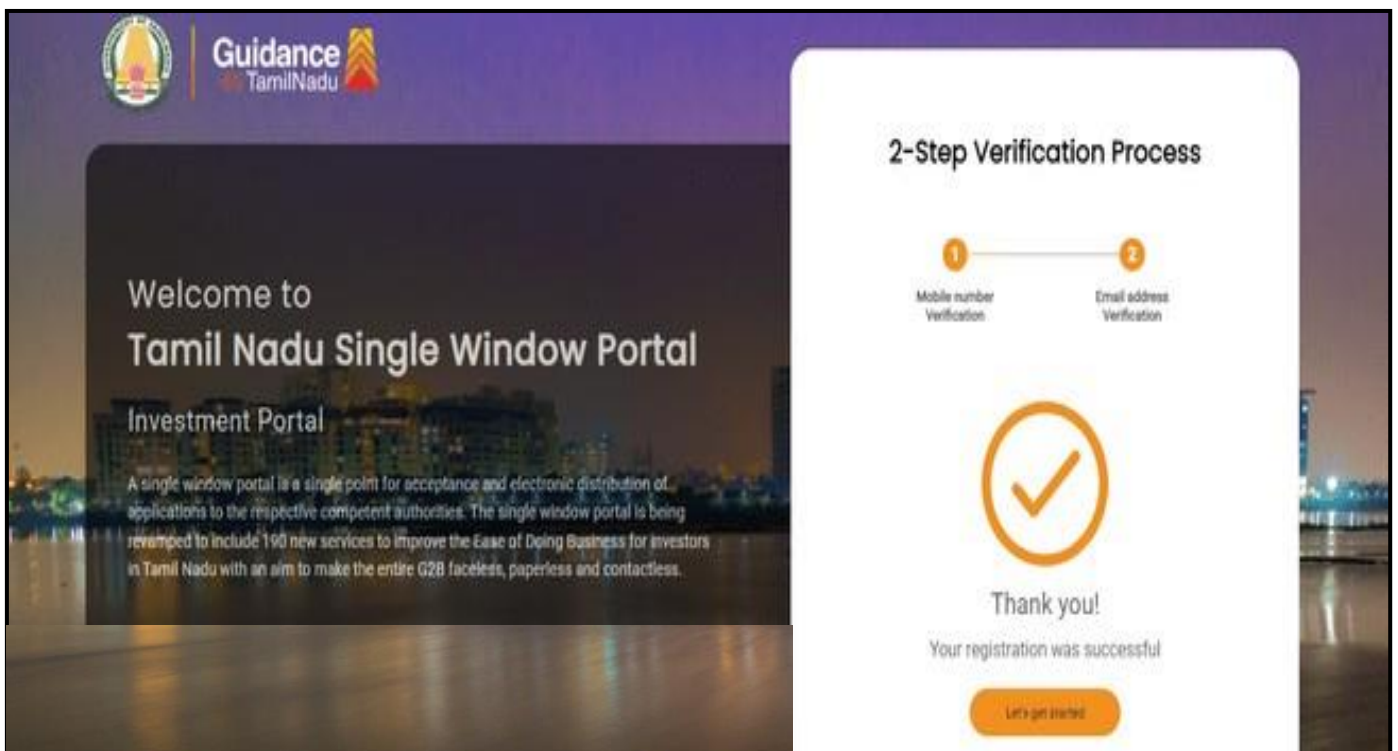 Guidance
TamilNadu
Welcome to
Tamil Nadu Single Window Portal
Investment Portal
A single window portal is a single point for acceptance and electronic distribution of
applications to the respective competent authorities. The single window portal is being
revamped to include 190 new services to improve the Ease of Doing Business for investors
in Tamil Nadu with an aim to make the entire G2B faceless, paperless and contactless.
2-Step Verification Process
1
2
Mobile number
Verification
Email address
Verification
Thank you!
Your registration was successful
Let's get started